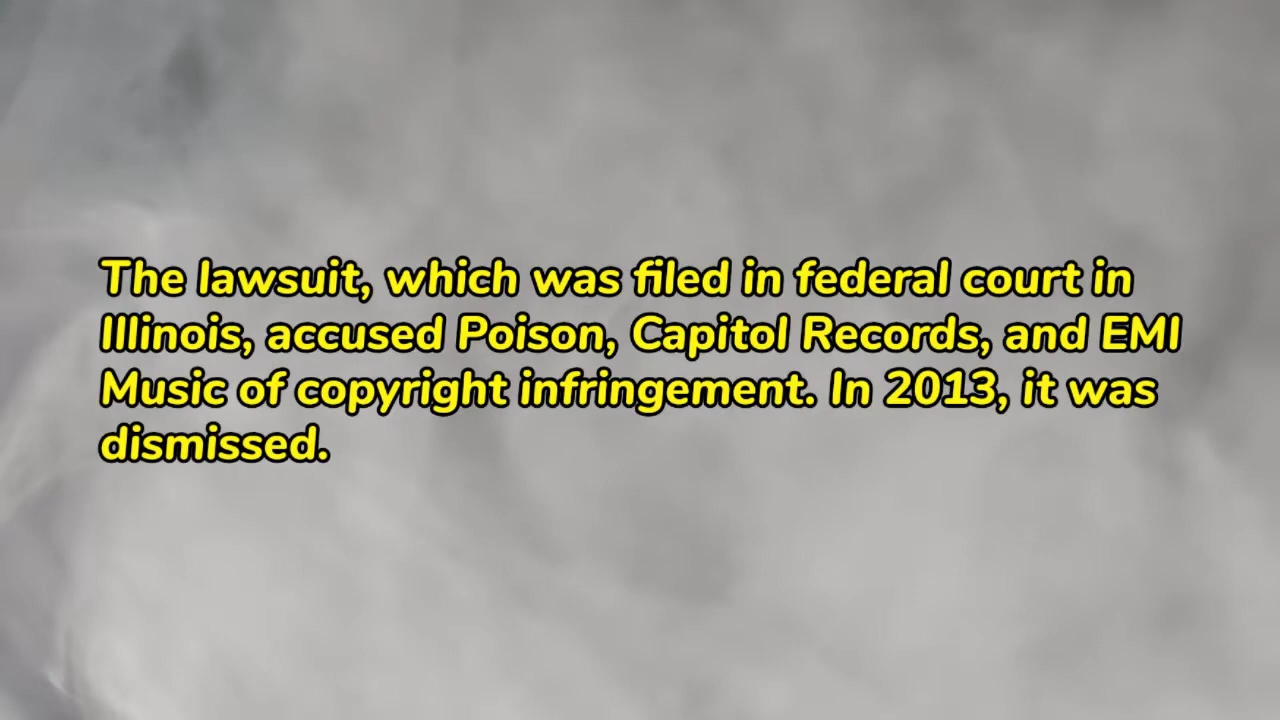 The lawsuit, which was filed in federal court in
Illinois, accused Poison, Capitol Records, and EMI
Music of copyright infringement. In 2013, it was
dismissed.